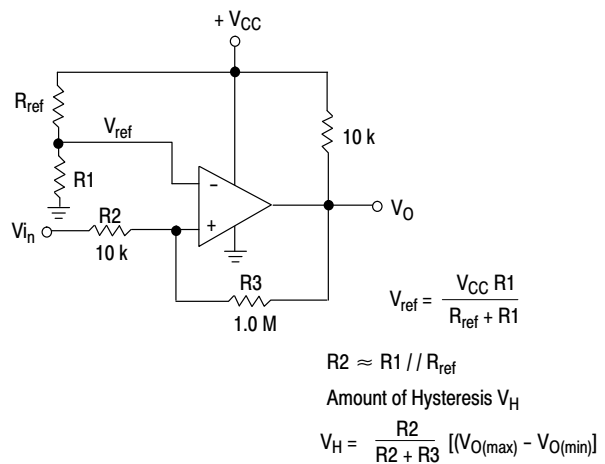 + VCC
Rref
Vref
10 k
R1
-
+
VO
Vin
R2
10 k
R3
1.0 M
Vref = VCC R1 / Rref + R1
R2 ≈ R1 // Rref
Amount of Hysteresis VH
VH = R2 / R2 + R3 [(VO(max) – VO(min)]